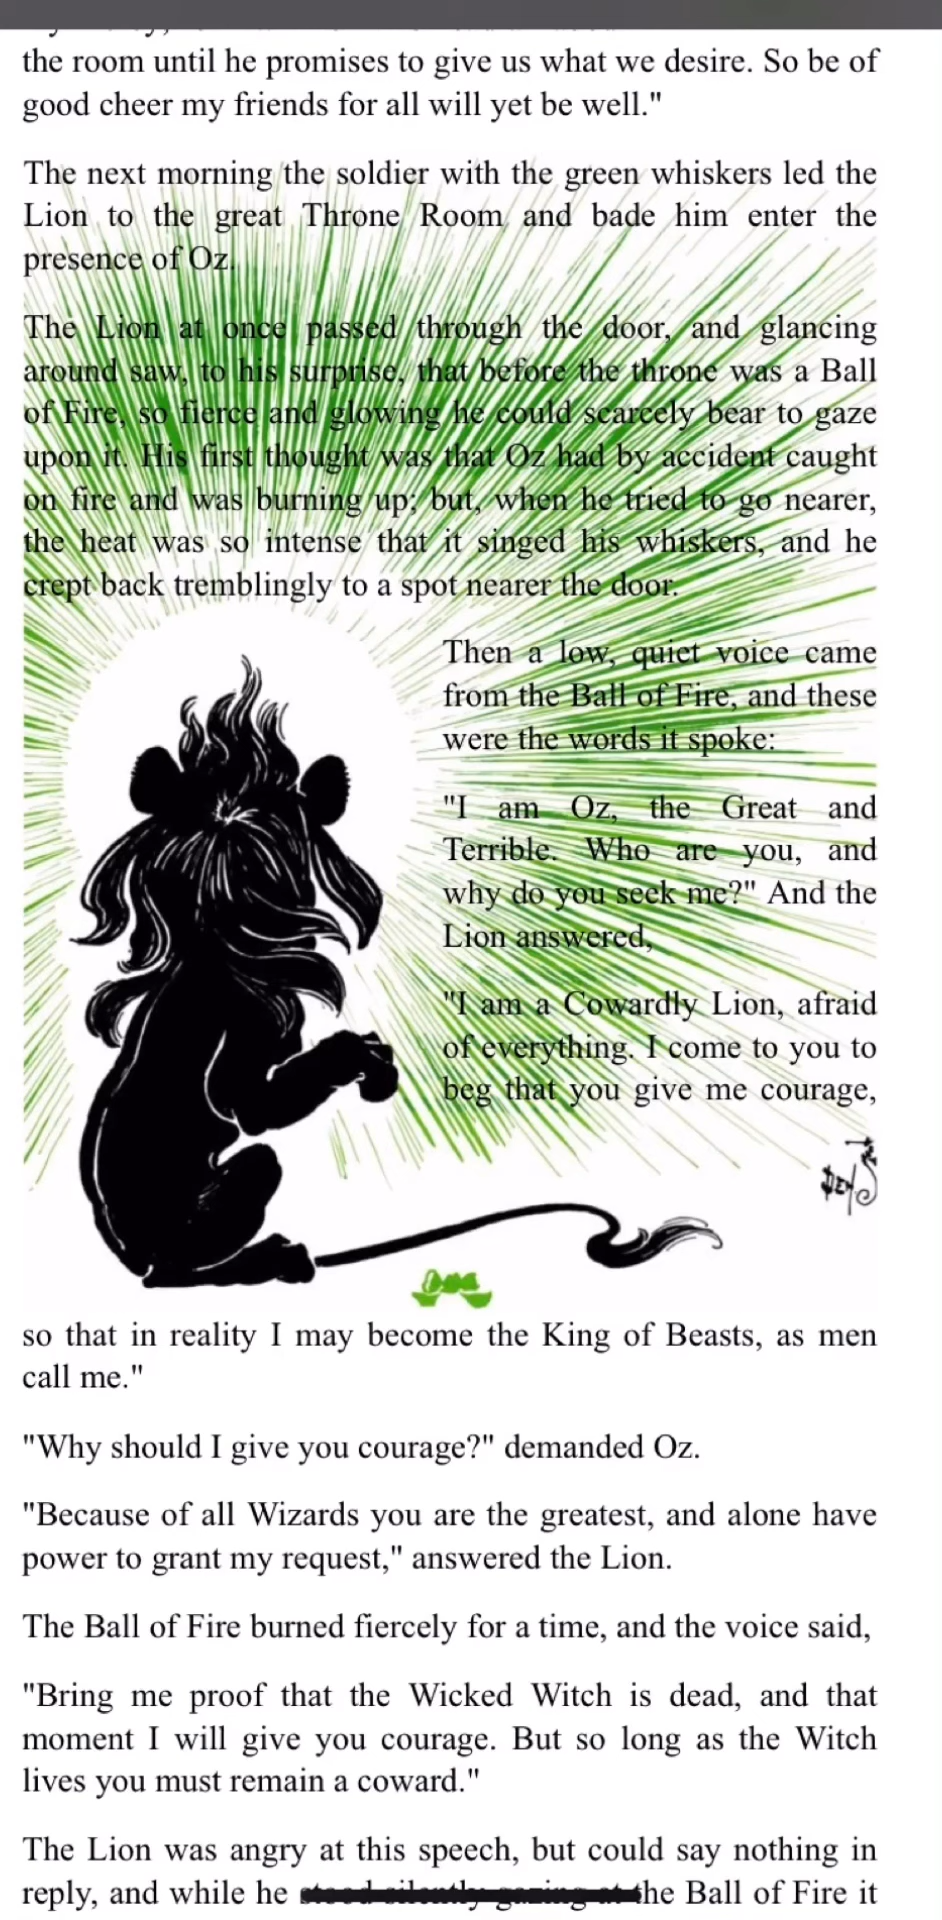 the room until he promises to give us what we desire. So be of
good cheer my friends for all will yet be well."
The next morning the soldier with the green whiskers led the
Lion to the great Throne Room and bade him enter the
presence of Oz.
The Lion at once passed through the door, and glancing
around saw, to his surprise, that before the throne was a Ball
of Fire, so fierce and glowing he could scarcely bear to gaze
upon it. His first thought was that Oz had by accident caught
on fire and was burning up; but, when he tried to go nearer,
the heat was so intense that it singed his whiskers, and he
crept back tremblingly to a spot nearer the door.
Then a low, quiet voice came
from the Ball of Fire, and these
were the words it spoke:
"I am Oz, the Great and
Terrible. Who are you, and
why do you seek me?" And the
Lion answered,
"I am a Cowardly Lion, afraid
of everything. I come to you to
beg that you give me courage,
so that in reality I may become the King of Beasts, as men
call me."
"Why should I give you courage?" demanded Oz.
"Because of all Wizards you are the greatest, and alone have
power to grant my request," answered the Lion.
The Ball of Fire burned fiercely for a time, and the voice said,
"Bring me proof that the Wicked Witch is dead, and that
moment I will give you courage. But so long as the Witch
lives you must remain a coward."
The Lion was angry at this speech, but could say nothing in
reply, and while he the Ball of Fire it